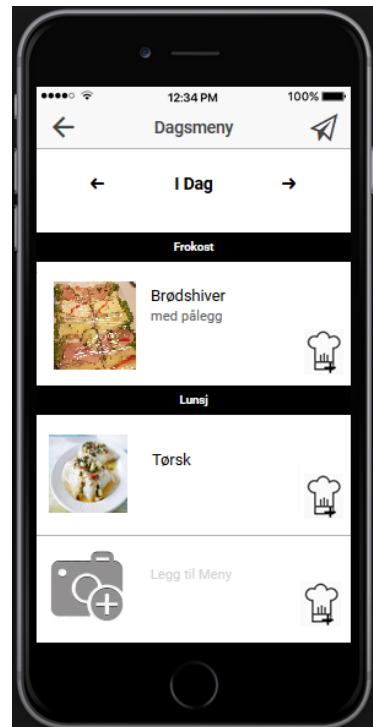 12:34 PM 100%
Dagsmeny
← I Dag →
Frokost
Brødshiver
med pålegg
Lunsj
Tørsk
Legg til Meny